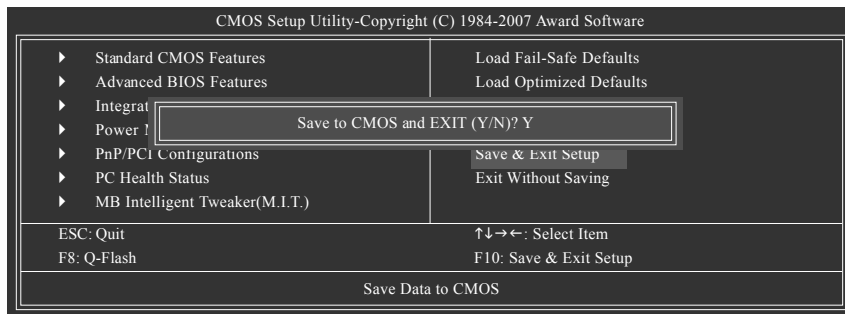 CMOS Setup Utility-Copyright (C) 1984-2007 Award Software
Standard CMOS Features
Load Fail-Safe Defaults
Advanced BIOS Features
Load Optimized Defaults
Save to CMOS and EXIT (Y/N)? Y
PnP/PCI Configurations
Save & Exit Setup
PC Health Status
Exit Without Saving
MB Intelligent Tweaker(M.I.T.)
ESC: Quit
↑↓→←: Select Item
F8: Q-Flash
F10: Save & Exit Setup
Save Data to CMOS